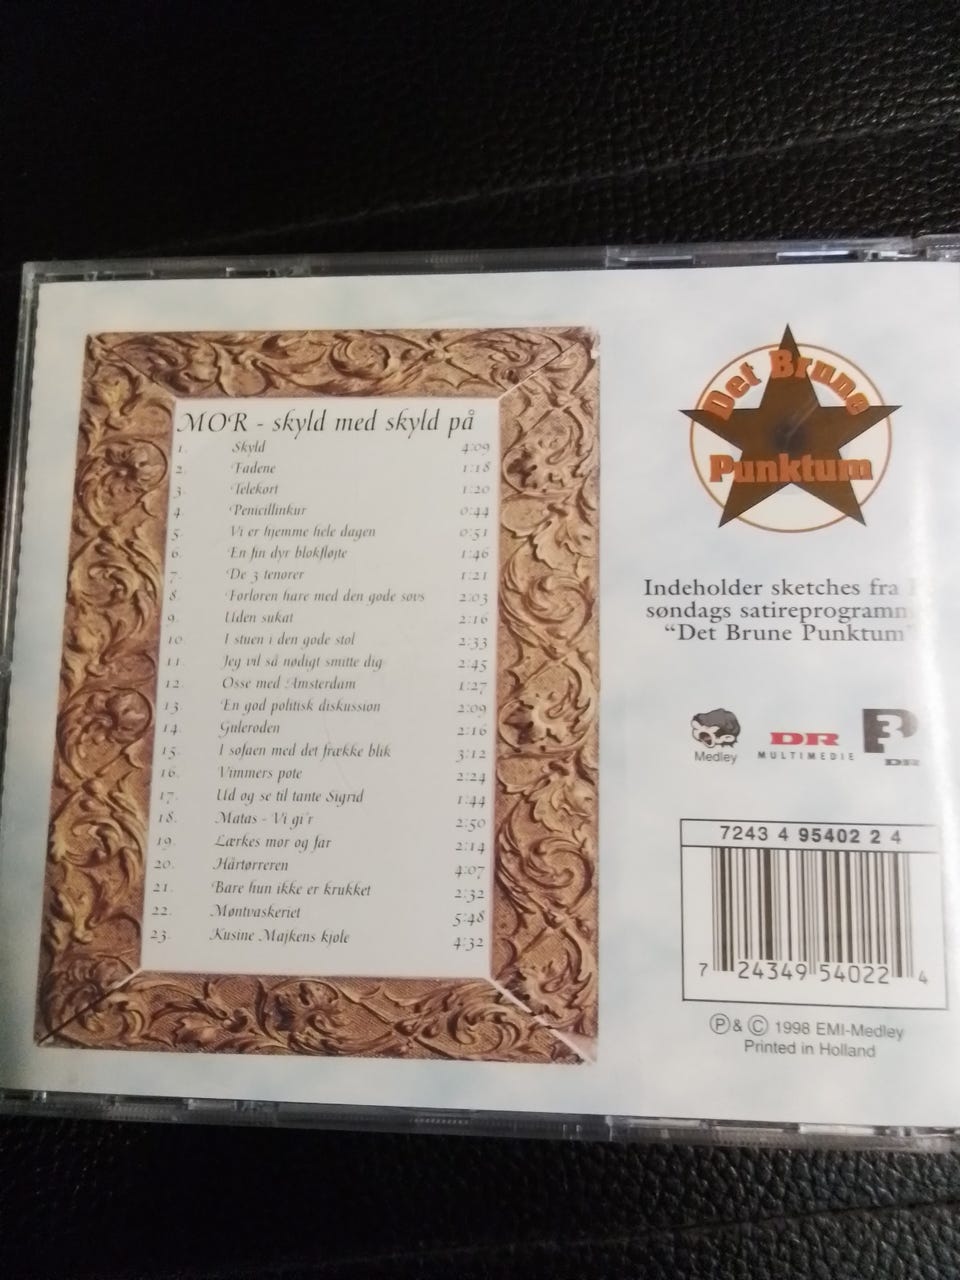 MOR - skyld med skyld på
1. Skyld 4:09
2. Fadene 1:18
3. Telekort 1:20
4. Penicillinkur 0:44
5. Vi er hjemme hele dagen 0:51
6. En fin dyr blokfløjte 1:46
7. De 3 tenorer 1:21
8. Forloren hare med den gode sovs 2:03
9. Uden sukat 2:16
10. I stuen i den gode stol 2:33
11. Jeg vil så nødigt smitte dig 2:45
12. Osse med Amsterdam 1:27
13. En god politisk diskussion 2:09
14. Guleroden 2:16
15. I sofaen med det frække blik 3:12
16. Vimmers pote 2:24
17. Ud og se til tante Sigrid 1:44
18. Matas - Vi gi'r 2:50
19. Lærkes mor og far 2:14
20. Hårtørreren 4:07
21. Bare hun ikke er krukket 2:32
22. Møntvaskeriet 5:48
23. Kusine Majkens kjole 4:32
Det Brune
Punktum
Indeholder sketches fra
søndags satireprogramm
"Det Brune Punktum"
Medley
DR
MULTIMEDIE
P3
DR
7243 4 95402 2 4
7 24349 54022 4
Ⓟ & © 1998 EMI-Medley
Printed in Holland